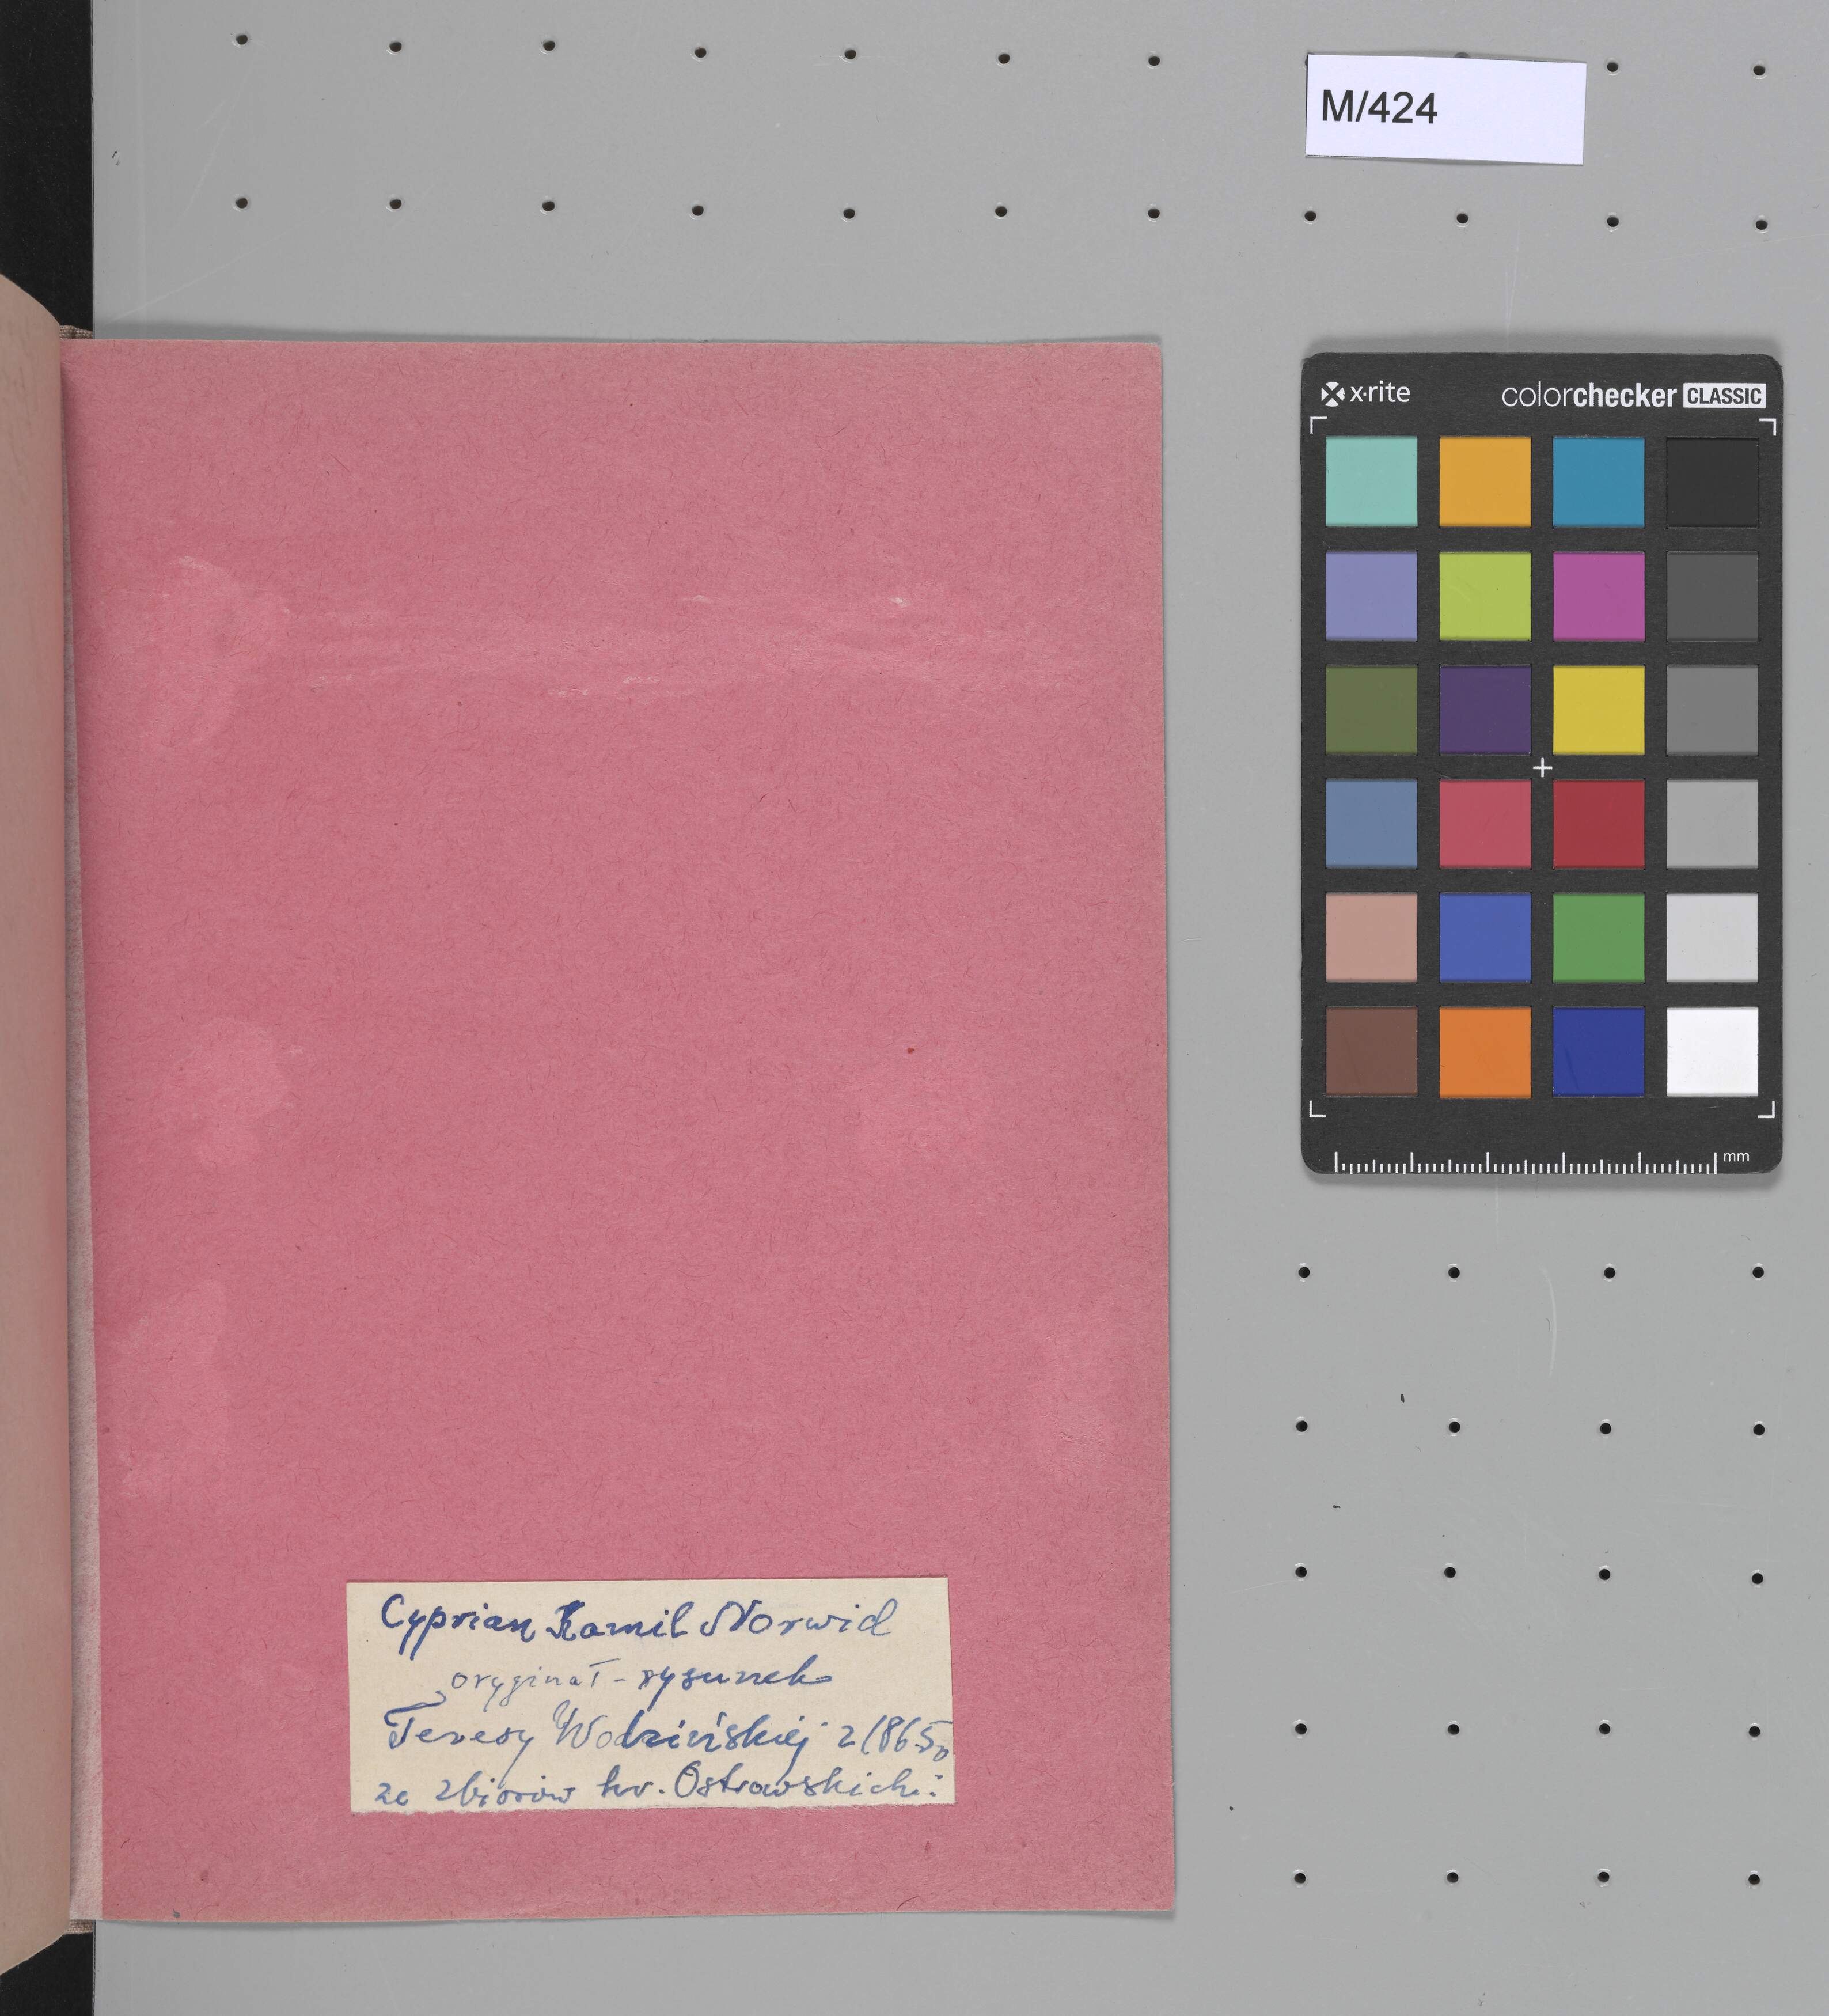 M/424
x·rite colorchecker CLASSIC
mm
Cyprian Kamil Norwid
oryginał - rysunek
Teresy Wodzińskiej z 1865 r.
ze zbiorów hr. Ostrowskich.